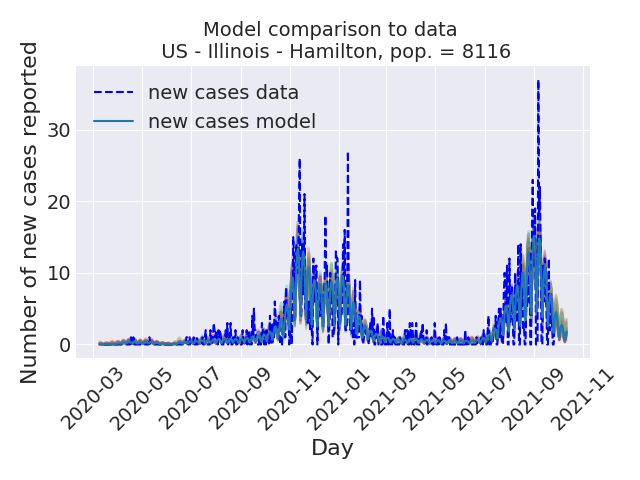 Model comparison to data
US - Illinois - Hamilton, pop. = 8116
Number of new cases reported
new cases data
new cases model
30
20
10
0
2020-03
2020-05
2020-07
2020-09
2020-11
2021-01
2021-03
2021-05
2021-07
2021-09
2021-11
Day